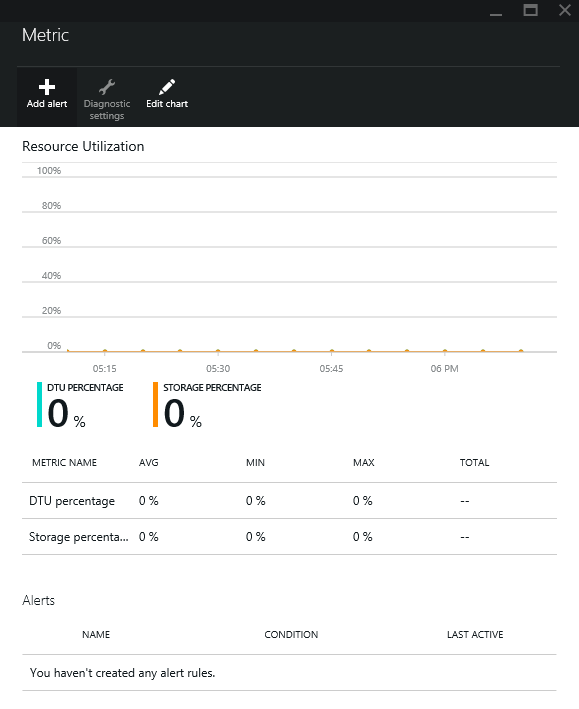 Metric
Add alert
Diagnostic
settings
Edit chart
Resource Utilization
100%
80%
60%
40%
20%
0%
05:15 05:30 05:45 06 PM
DTU PERCENTAGE STORAGE PERCENTAGE
0 % 0 %
METRIC NAME AVG MIN MAX TOTAL
DTU percentage 0 % 0 % 0 % --
Storage percenta... 0 % 0 % 0 % --
Alerts
NAME CONDITION LAST ACTIVE
You haven't created any alert rules.